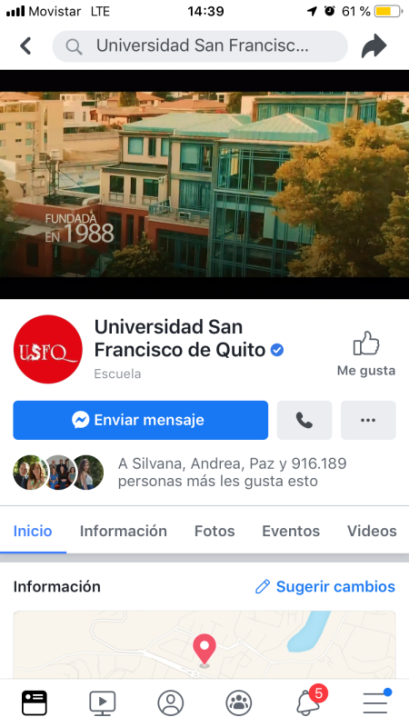 Movistar LTE 14:39 61 %
Universidad San Francisc...
FUNDADA
EN 1988
USFQ
Universidad San
Francisco de Quito
Escuela
Me gusta
Enviar mensaje
A Silvana, Andrea, Paz y 916.189
personas más les gusta esto
Inicio Información Fotos Eventos Videos
Información Sugerir cambios
5